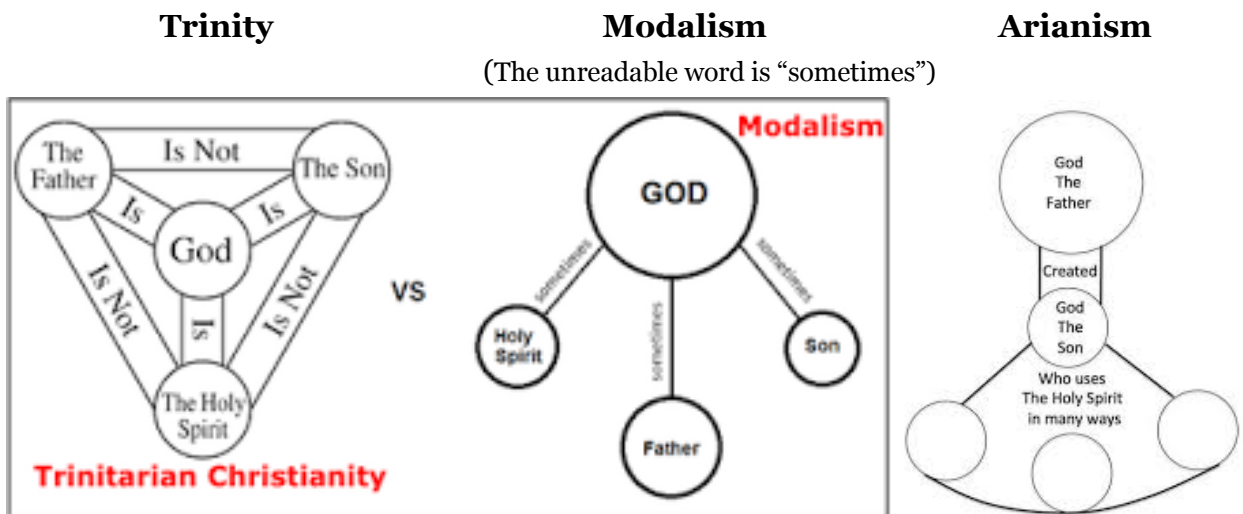 Trinity
Modalism
Arianism
(The unreadable word is “sometimes”)
The
Father
Is Not
The Son
Is
Is
God
Is Not
Is
Is Not
The Holy
Spirit
Trinitarian Christianity
VS
Modalism
GOD
sometimes
sometimes
sometimes
Holy
Spirit
Father
Son
God
The
Father
Created
God
The
Son
Who uses
The Holy Spirit
in many ways